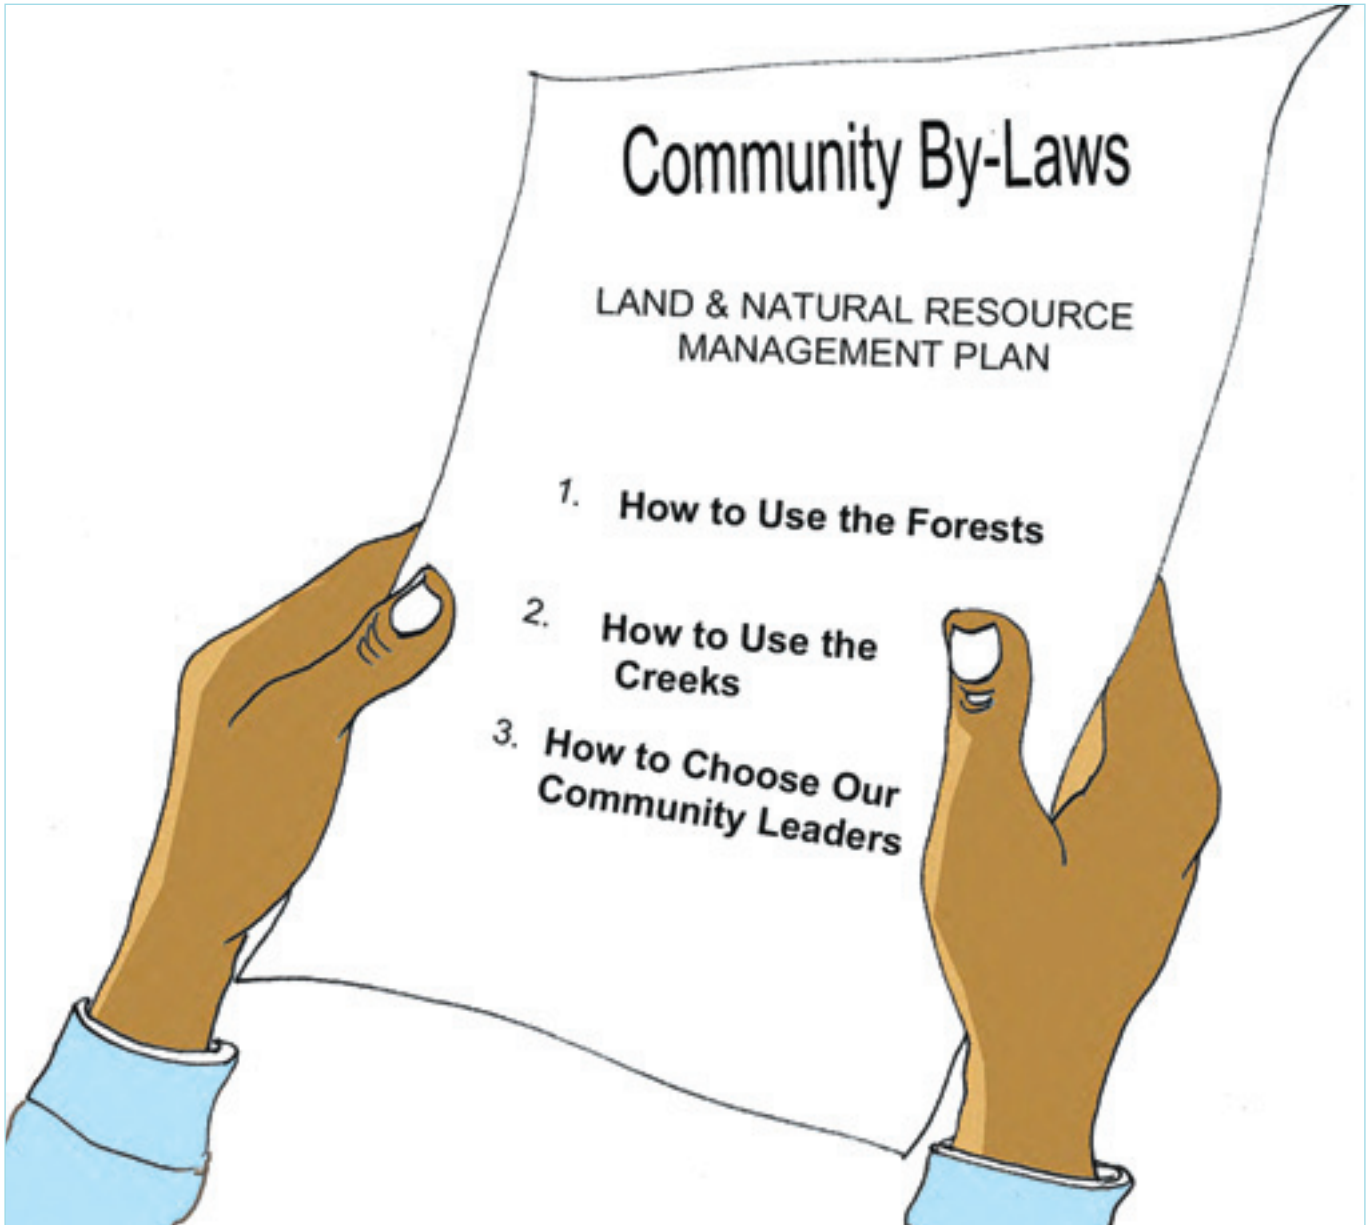 Community By-Laws
LAND & NATURAL RESOURCE
MANAGEMENT PLAN
1. How to Use the Forests
2. How to Use the
Creeks
3. How to Choose Our
Community Leaders